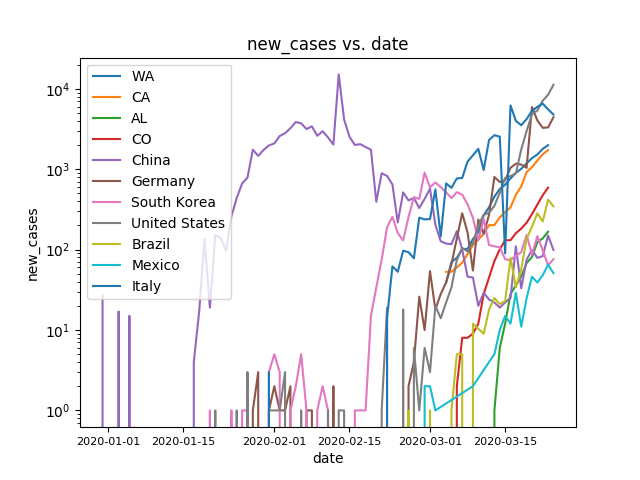 new_cases vs. date
new_cases
10⁴
10³
10²
10¹
10⁰
WA
CA
AL
CO
China
Germany
South Korea
United States
Brazil
Mexico
Italy
2020-01-01
2020-01-15
2020-02-01
2020-02-15
2020-03-01
2020-03-15
date